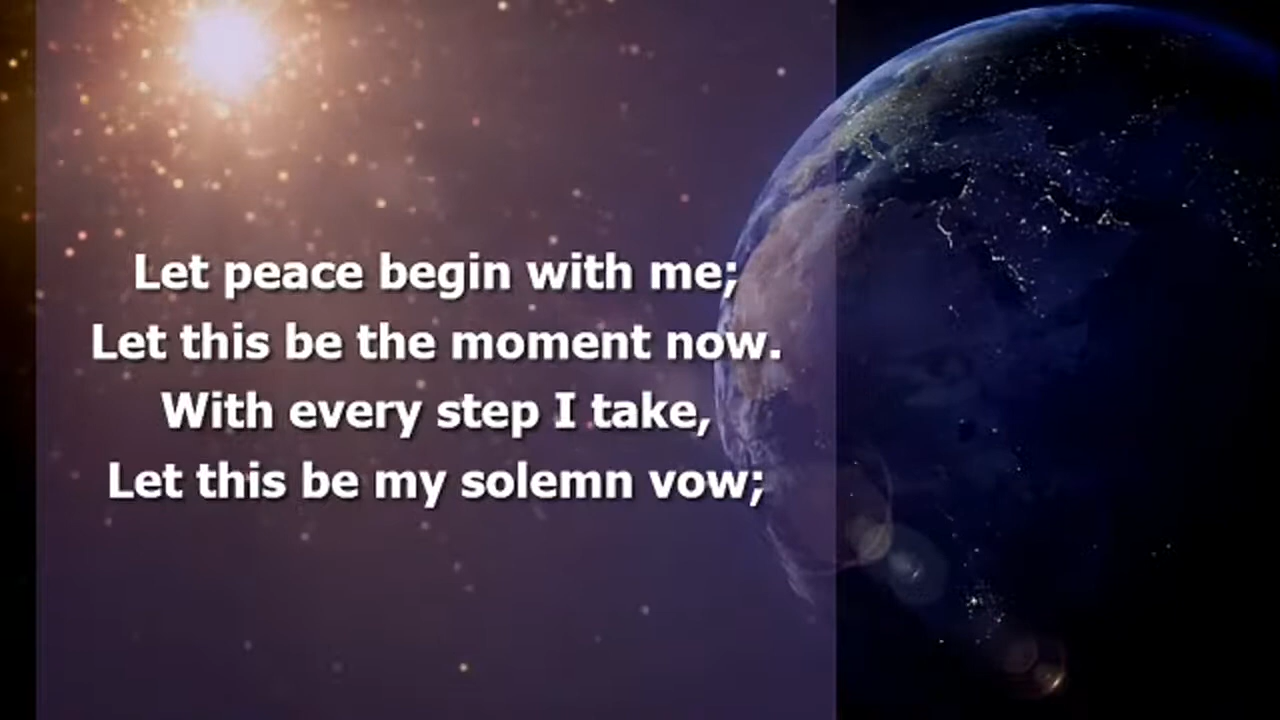 Let peace begin with me;
Let this be the moment now.
With every step I take,
Let this be my solemn vow;